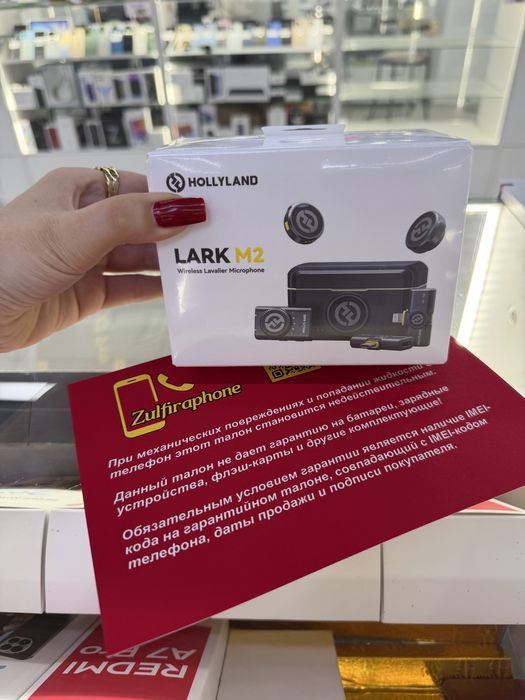 HOLLYLAND
LARK M2
Wireless Lavalier Microphone
HOLLYLAND
Zulfiraphone
При механических повреждениях и попадании жидкости в
телефон этот талон становится недействительным.
Данный талон не дает гарантию на батареи, зарядные
устройства, флэш-карты и другие комплектующие!
Обязательным условием гарантии является наличие IMEI-
кода на гарантийном талоне, совпадающий с IMEI-кодом
телефона, даты продажи и подписи покупателя.
REDMI